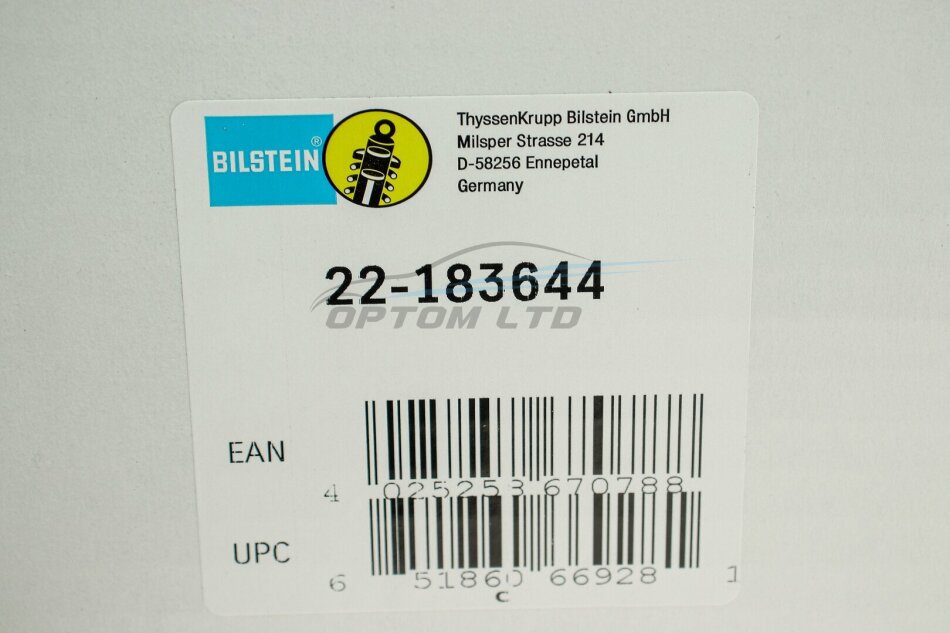 BILSTEIN®
ThyssenKrupp Bilstein GmbH
Milsper Strasse 214
D-58256 Ennepetal
Germany
22-183644
OPTOM LTD
EAN
4 025253 670788
UPC
6 51860 66928 1
C